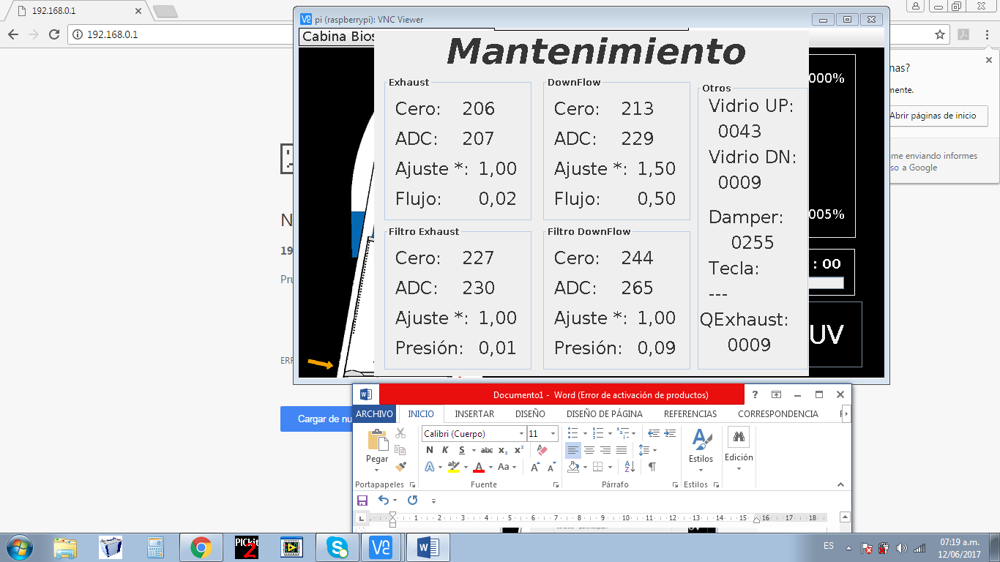 192.168.0.1
192.168.0.1
pi (raspberrypi): VNC Viewer
Cabina Bios
Mantenimiento
Exhaust
Cero: 206
ADC: 207
Ajuste *: 1,00
Flujo: 0,02
DownFlow
Cero: 213
ADC: 229
Ajuste *: 1,50
Flujo: 0,50
Otros
Vidrio UP:
0043
Vidrio DN:
0009
Damper:
0255
Tecla:
---
QExhaust:
0009
Filtro Exhaust
Cero: 227
ADC: 230
Ajuste *: 1,00
Presión: 0,01
Filtro DownFlow
Cero: 244
ADC: 265
Ajuste *: 1,00
Presión: 0,09
000%
005%
: 00
UV
nas?
mente.
Abrir páginas de inicio
ome enviando informes
so a Google
N
19
Pru
ERR
Cargar de nu
Documento1 - Word (Error de activación de productos)
ARCHIVO INICIO INSERTAR DISEÑO DISEÑO DE PÁGINA REFERENCIAS CORRESPONDENCIA
Calibri (Cuerpo) 11
N K S abc x₂ x²
A aby A Aa A A
Pegar
Estilos
Edición
Portapapeles Fuente Párrafo Estilos
1 2 3 4 5 6 7 8 9 10 11 12 13 14 15 16 17 18
PICkit
2
ES
07:19 a.m.
12/06/2017